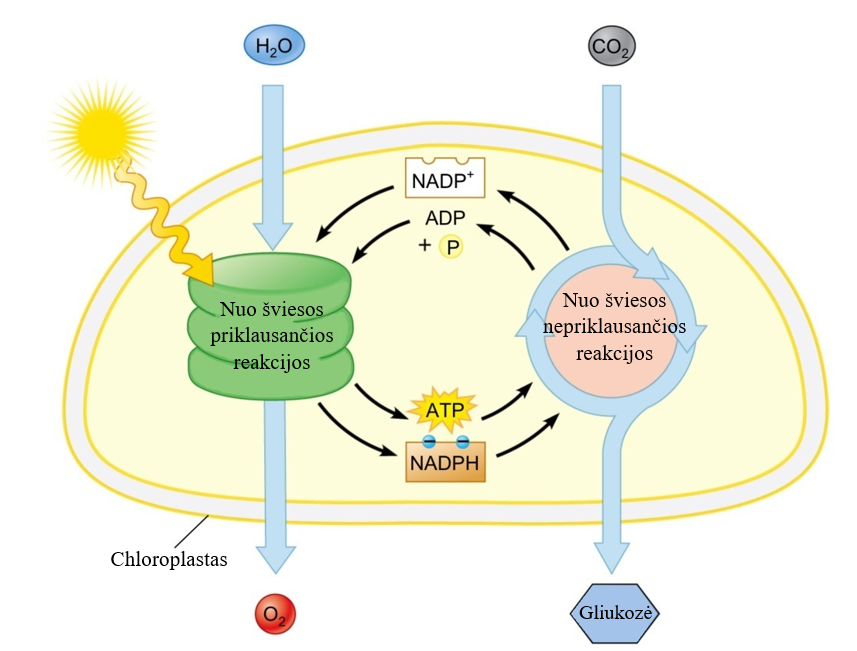 H₂O
CO₂
NADP⁺
ADP
+ P
Nuo šviesos
priklausančios
reakcijos
Nuo šviesos
nepriklausančios
reakcijos
ATP
NADPH
Chloroplastas
O₂
Gliukozė